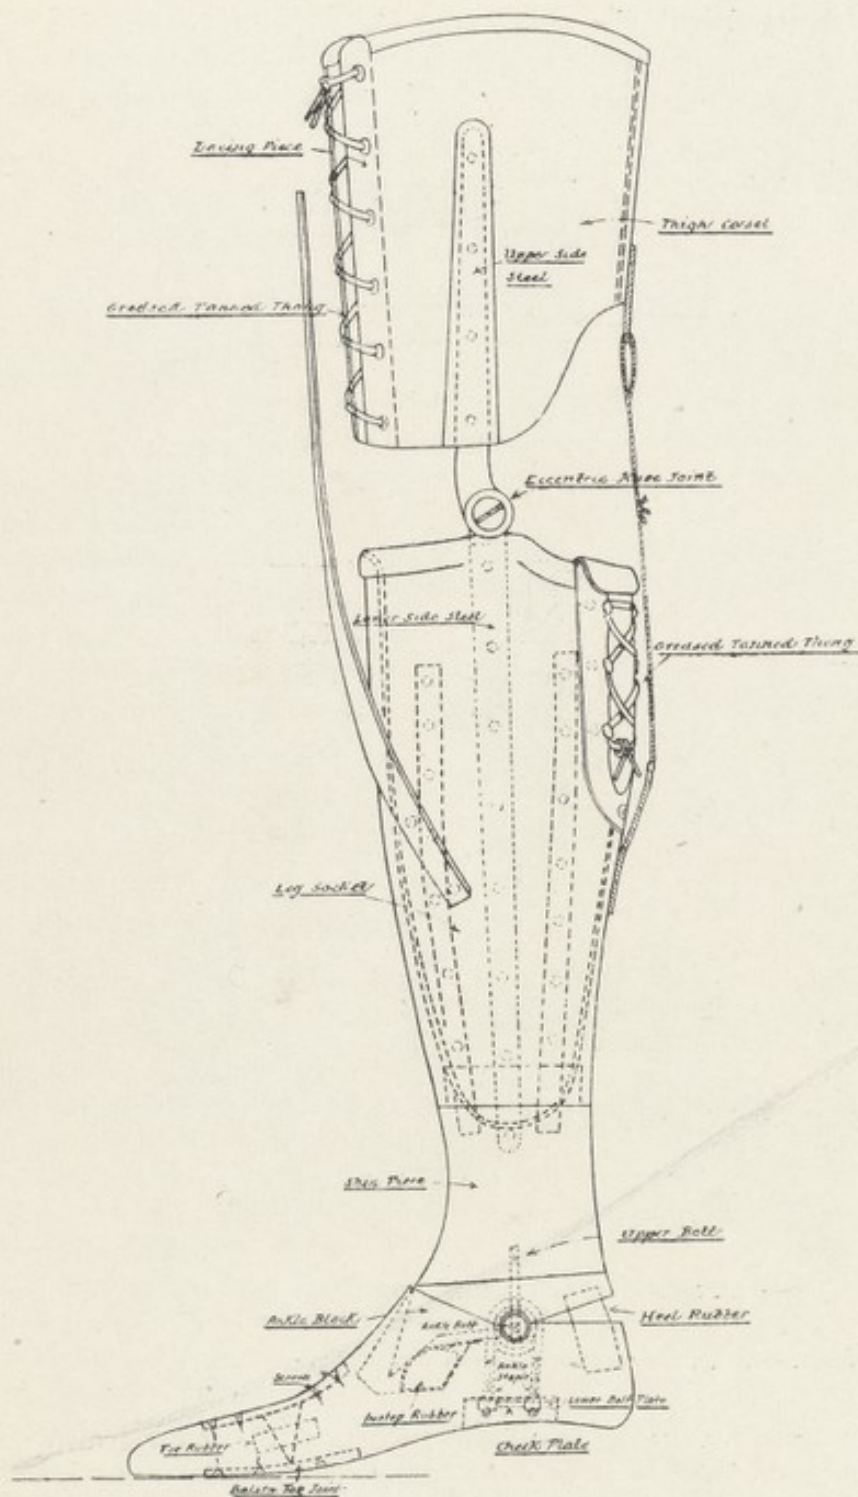 Lacing Piece
Thigh Corset
Upper Side
Steel
Greased Tanned Thong
Eccentric Knee Joint
Lower Side Steel
Greased Tanned Thong
Leg Socket
Shin Piece
Upper Bolt
Ankle Block
Ankle Bolt
Heel Rubber
Ankle
Staple
Screws
Instep Rubber
Lower Bolt Plate
Toe Rubber
Check Plate
Toe Joint